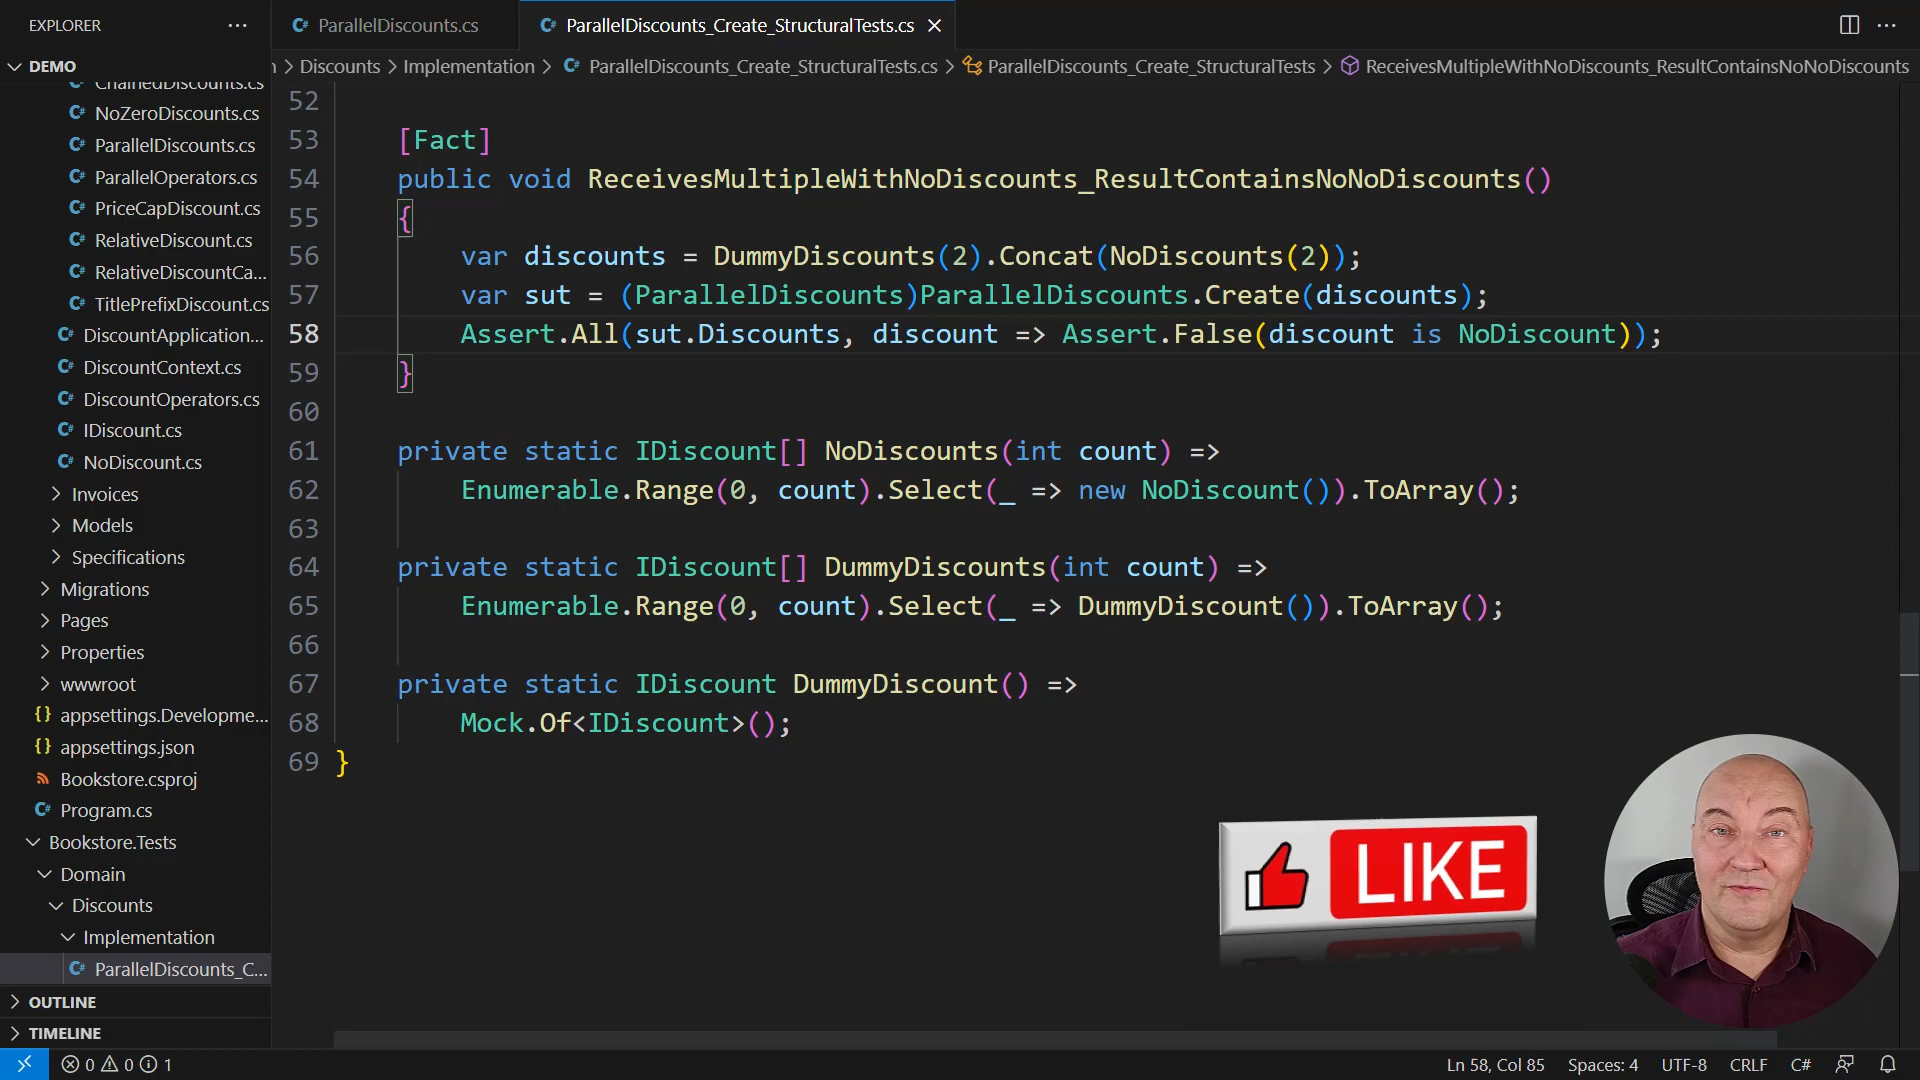 EXPLORER
DEMO
ChainedDiscounts.cs
NoZeroDiscounts.cs
ParallelDiscounts.cs
ParallelOperators.cs
PriceCapDiscount.cs
RelativeDiscount.cs
RelativeDiscountCa...
TitlePrefixDiscount.cs
DiscountApplication...
DiscountContext.cs
DiscountOperators.cs
IDiscount.cs
NoDiscount.cs
Invoices
Models
Specifications
Migrations
Pages
Properties
wwwroot
appsettings.Developme...
appsettings.json
Bookstore.csproj
Program.cs
Bookstore.Tests
Domain
Discounts
Implementation
ParallelDiscounts_C...
OUTLINE
TIMELINE
ParallelDiscounts.cs
ParallelDiscounts_Create_StructuralTests.cs
Discounts > Implementation > ParallelDiscounts_Create_StructuralTests.cs > ParallelDiscounts_Create_StructuralTests > ReceivesMultipleWithNoDiscounts_ResultContainsNoNoDiscounts
52
53 [Fact]
54 public void ReceivesMultipleWithNoDiscounts_ResultContainsNoNoDiscounts()
55 {
56 var discounts = DummyDiscounts(2).Concat(NoDiscounts(2));
57 var sut = (ParallelDiscounts)ParallelDiscounts.Create(discounts);
58 Assert.All(sut.Discounts, discount => Assert.False(discount is NoDiscount));
59 }
60
61 private static IDiscount[] NoDiscounts(int count) =>
62 Enumerable.Range(0, count).Select(_ => new NoDiscount()).ToArray();
63
64 private static IDiscount[] DummyDiscounts(int count) =>
65 Enumerable.Range(0, count).Select(_ => DummyDiscount()).ToArray();
66
67 private static IDiscount DummyDiscount() =>
68 Mock.Of<IDiscount>();
69 }
LIKE
0 0 1
Ln 58, Col 85
Spaces: 4
UTF-8
CRLF
C#